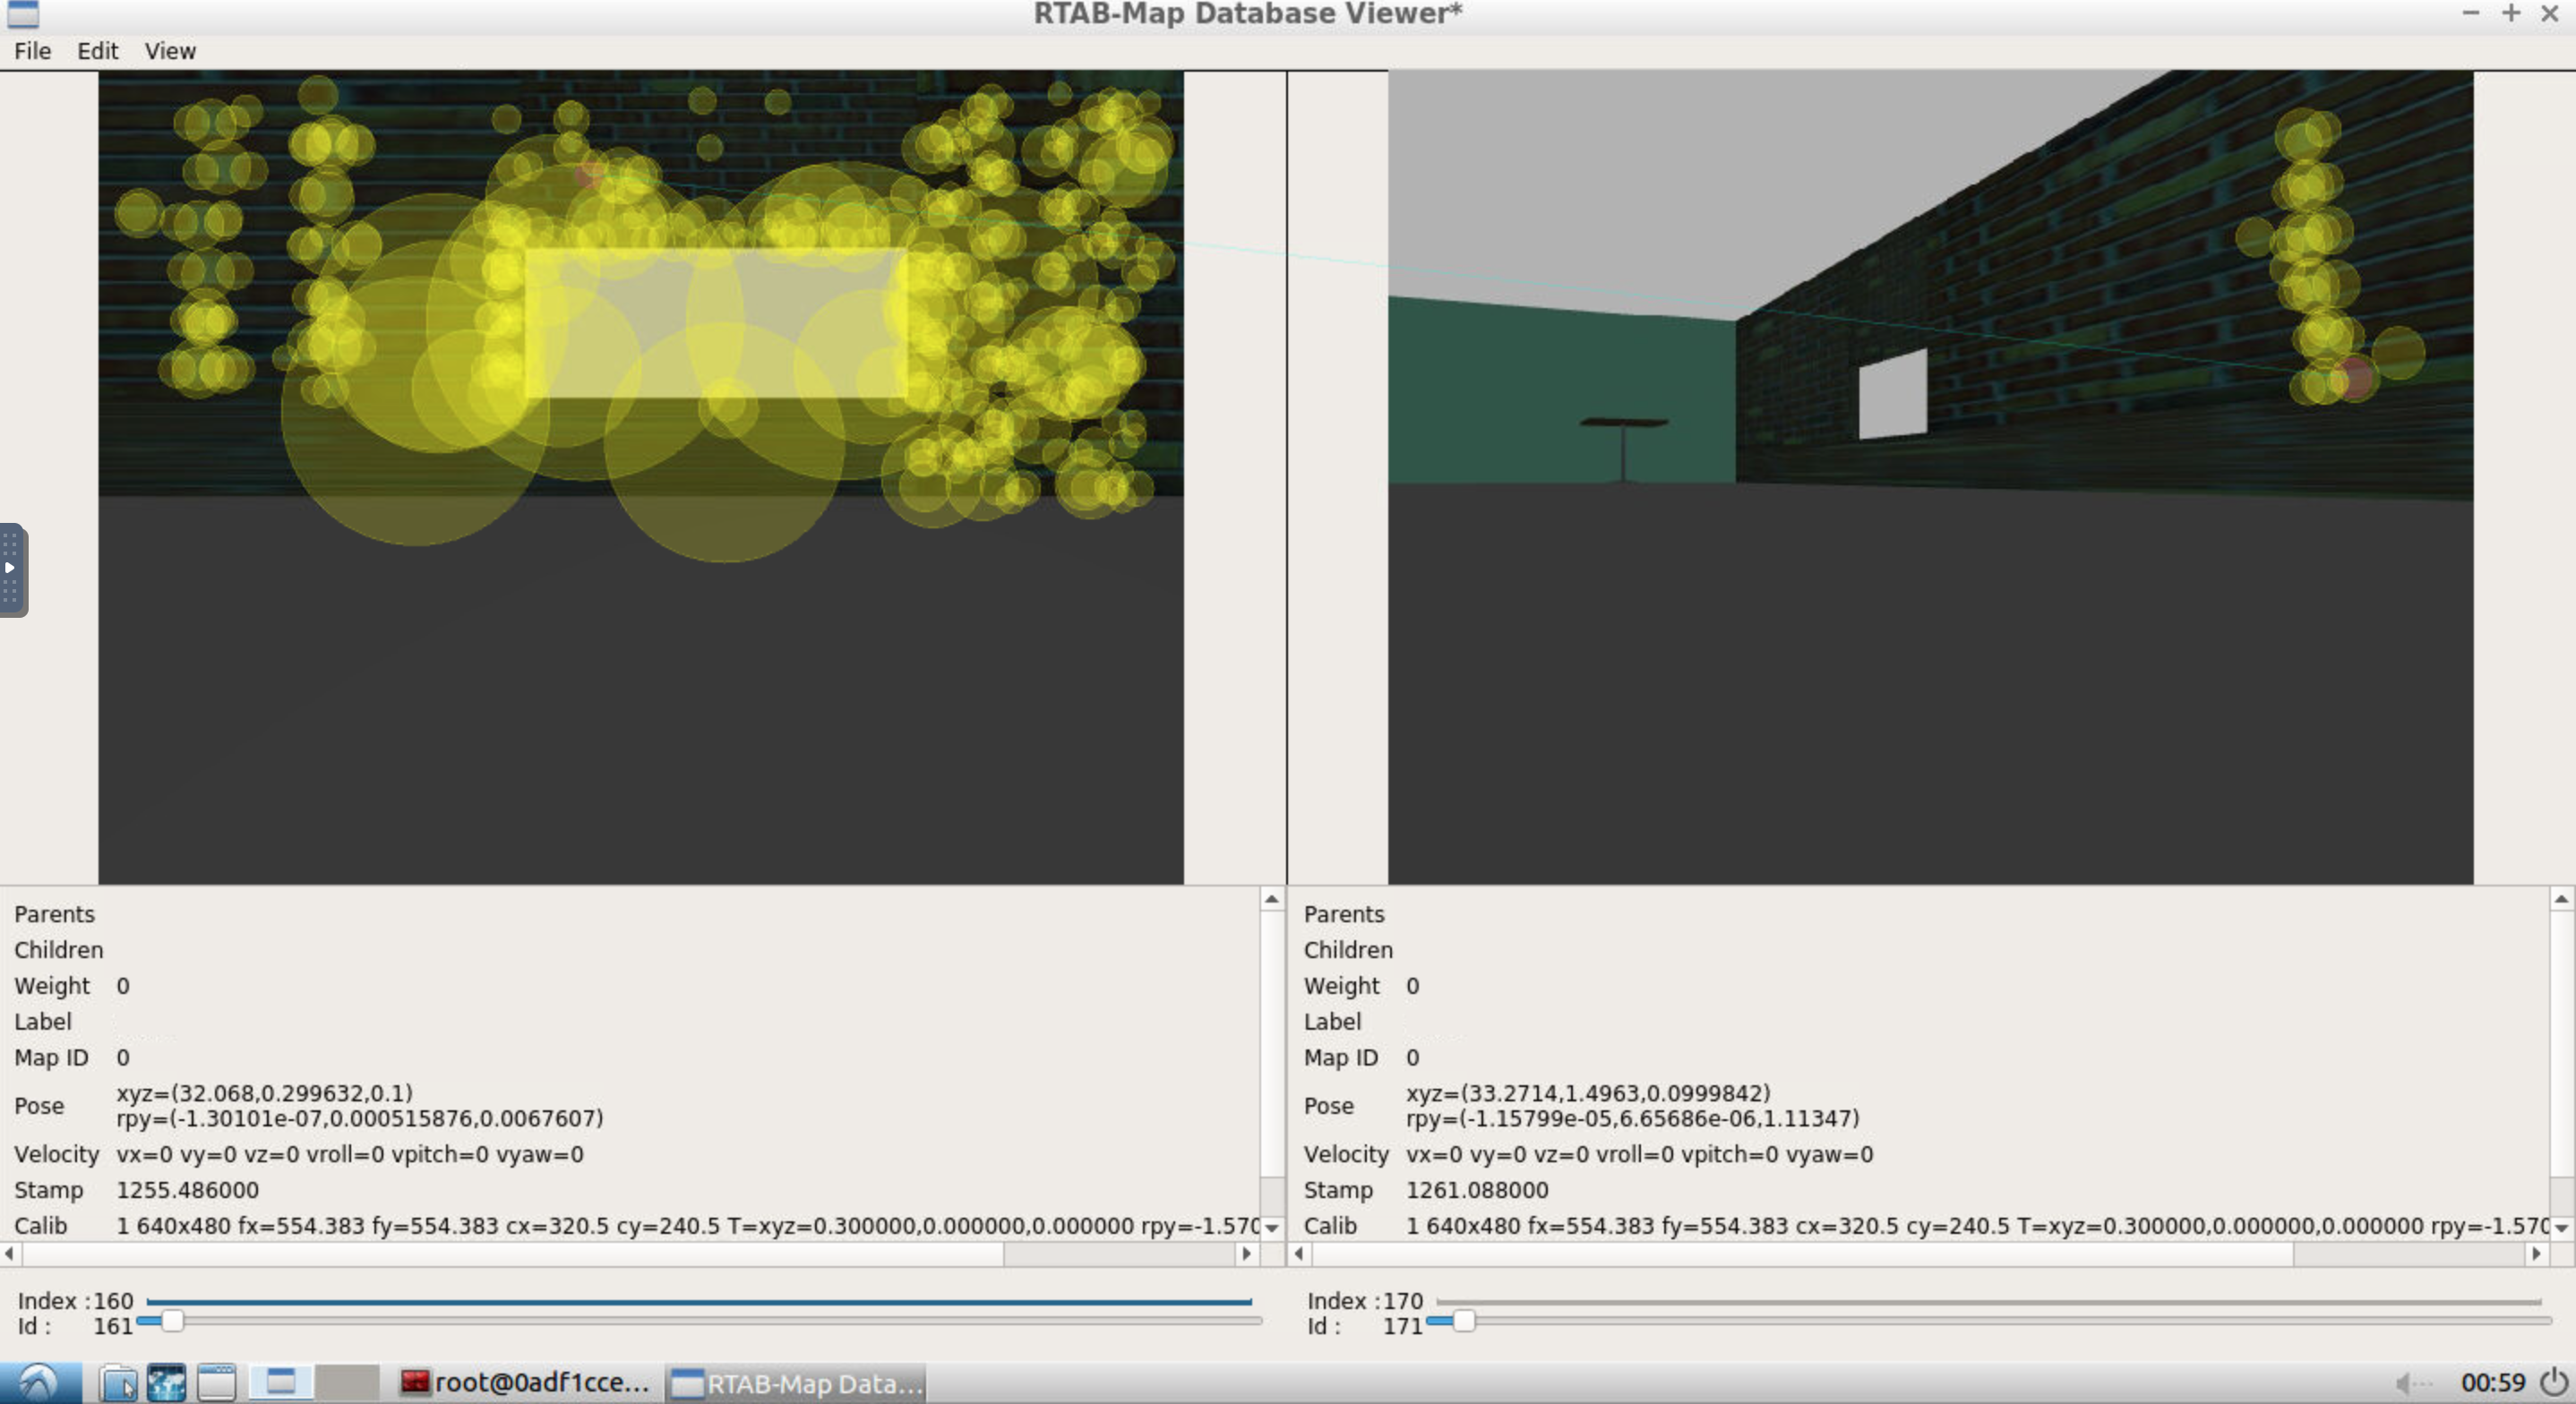 RTAB-Map Database Viewer*
File Edit View
Parents
Children
Weight 0
Label
Map ID 0
Pose xyz=(32.068,0.299632,0.1)
rpy=(-1.30101e-07,0.000515876,0.0067607)
Velocity vx=0 vy=0 vz=0 vroll=0 vpitch=0 vyaw=0
Stamp 1255.486000
Calib 1 640x480 fx=554.383 fy=554.383 cx=320.5 cy=240.5 T=xyz=0.300000,0.000000,0.000000 rpy=-1.570
Index :160
Id : 161
Parents
Children
Weight 0
Label
Map ID 0
Pose xyz=(33.2714,1.4963,0.0999842)
rpy=(-1.15799e-05,6.65686e-06,1.11347)
Velocity vx=0 vy=0 vz=0 vroll=0 vpitch=0 vyaw=0
Stamp 1261.088000
Calib 1 640x480 fx=554.383 fy=554.383 cx=320.5 cy=240.5 T=xyz=0.300000,0.000000,0.000000 rpy=-1.570
Index :170
Id : 171
root@0adf1cce... RTAB-Map Data... 00:59